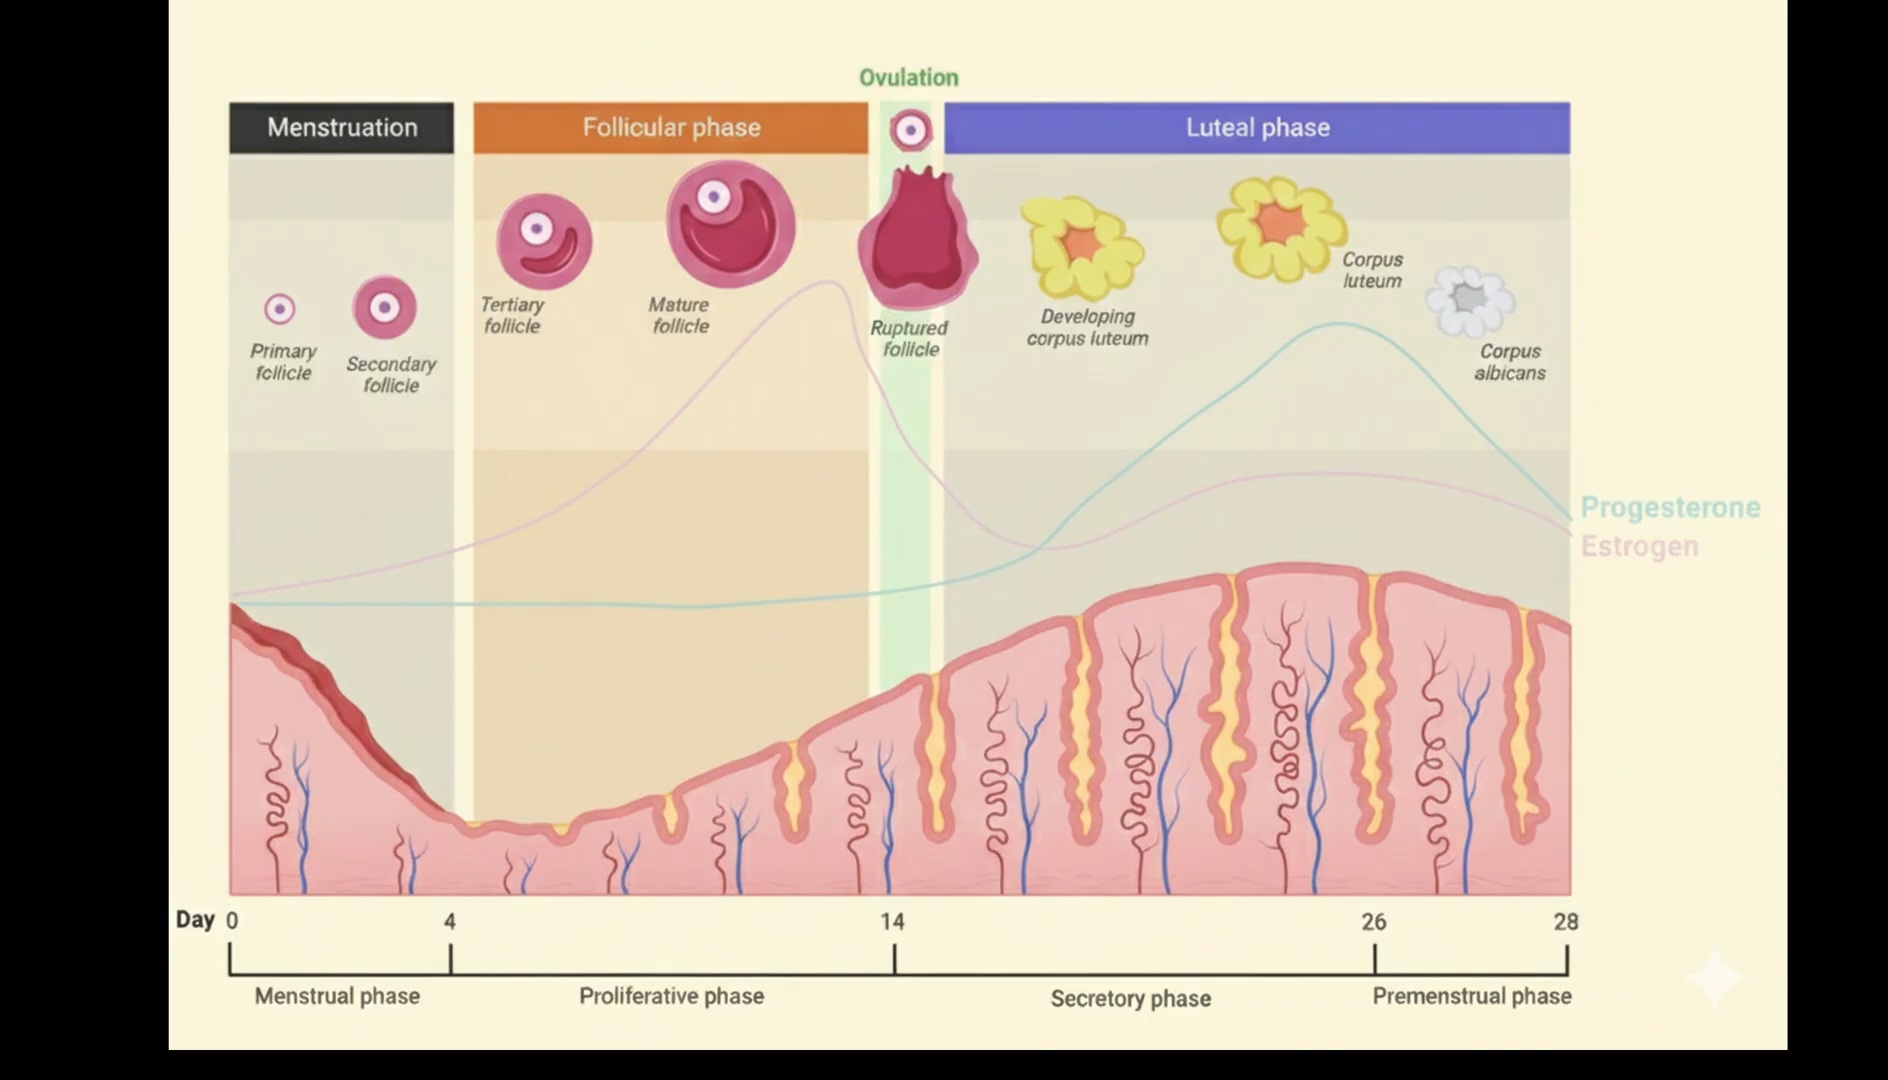 Ovulation
Menstruation
Follicular phase
Luteal phase
Primary
fcllicle
Secondary
follicle
Tertiary
follicle
Mature
follicle
Ruptured
follicle
Developing
corpus luteum
Corpus
luteum
Corpus
albicans
Progesterone
Estrogen
Day 0 4 14 26 28
Menstrual phase
Proliferative phase
Secretory phase
Premenstrual phase